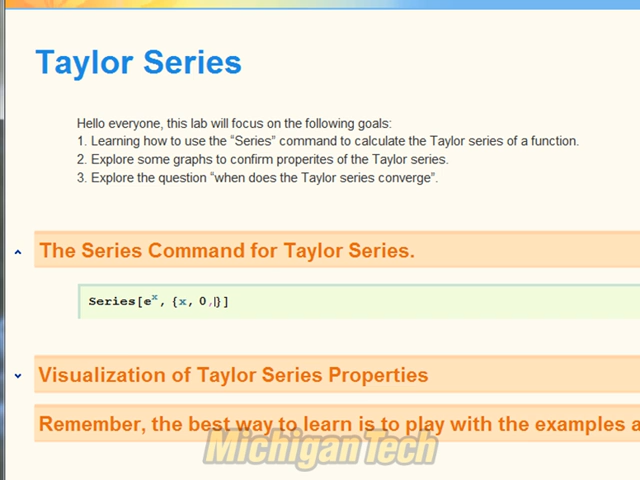 Taylor Series
Hello everyone, this lab will focus on the following goals:
1. Learning how to use the “Series” command to calculate the Taylor series of a function.
2. Explore some graphs to confirm properites of the Taylor series.
3. Explore the question “when does the Taylor series converge”.
The Series Command for Taylor Series.
Series[e^x, {x, 0,}]
Visualization of Taylor Series Properties
Remember, the best way to learn is to play with the examples a
MichiganTech